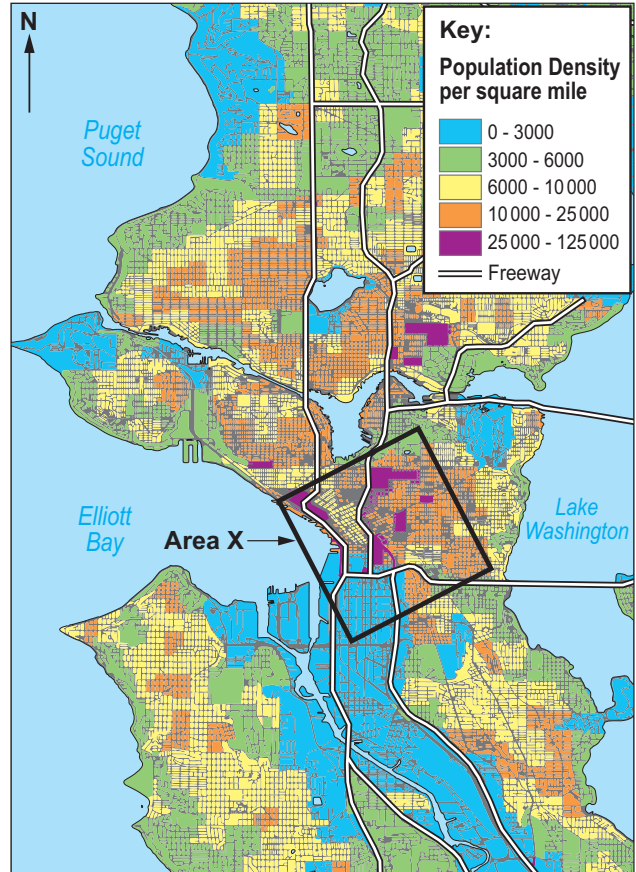 N
Key:
Population Density
per square mile
0 - 3000
3000 - 6000
6000 - 10 000
10 000 - 25 000
25 000 - 125 000
Freeway
Puget
Sound
Elliott
Bay
Area X
Lake
Washington